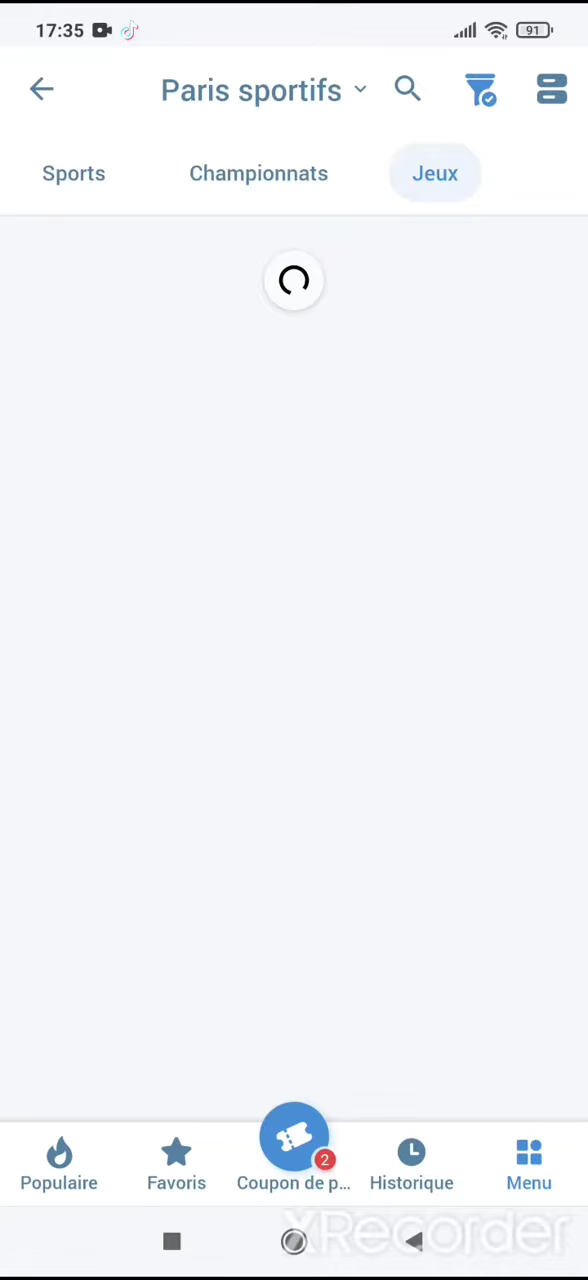 17:35
91
Paris sportifs
Sports Championnats Jeux
2
Populaire Favoris Coupon de p... Historique Menu
XRecorder